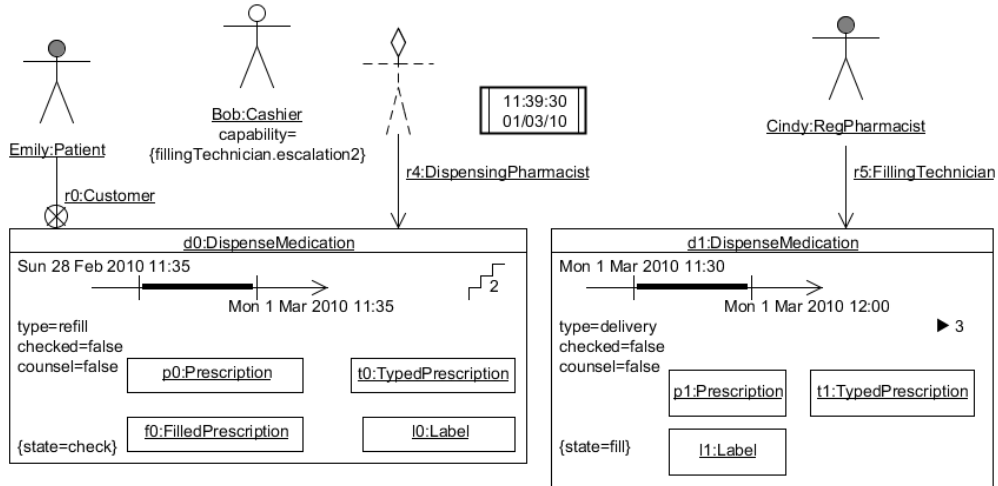 Emily:Patient
r0:Customer
Bob:Cashier
capability=
{fillingTechnician.escalation2}
r4:DispensingPharmacist
11:39:30
01/03/10
Cindy:RegPharmacist
r5:FillingTechnician
d0:DispenseMedication
Sun 28 Feb 2010 11:35
2
Mon 1 Mar 2010 11:35
type=refill
checked=false
counsel=false
p0:Prescription
t0:TypedPrescription
f0:FilledPrescription
l0:Label
{state=check}
d1:DispenseMedication
Mon 1 Mar 2010 11:30
Mon 1 Mar 2010 12:00
type=delivery
3
checked=false
counsel=false
p1:Prescription
t1:TypedPrescription
{state=fill}
l1:Label